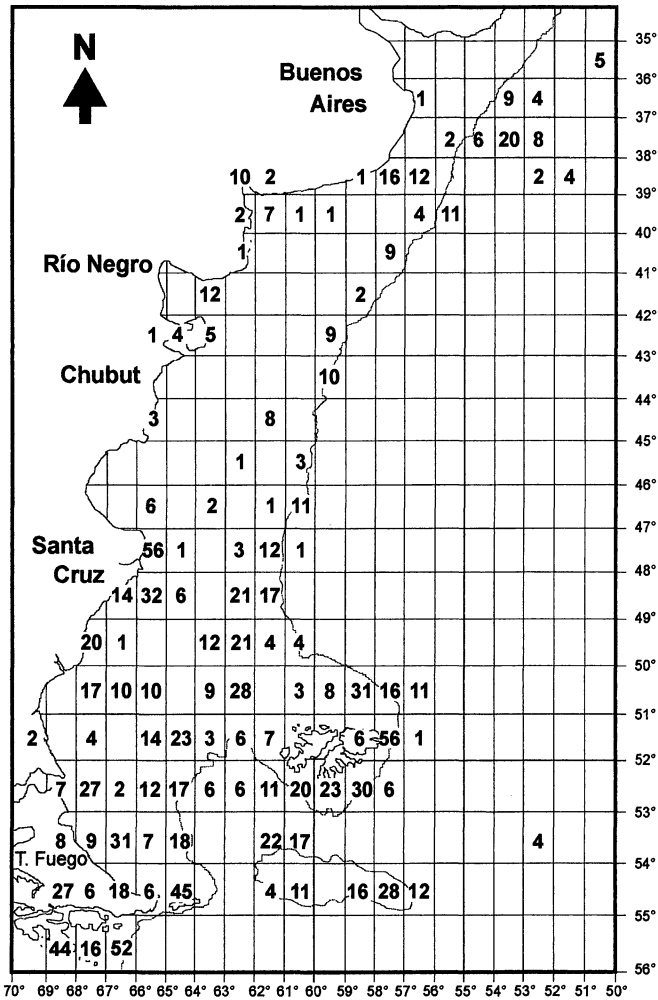 35°
N
5
Buenos
36°
Aires
1 9 4
37°
2 6 20 8
38°
10 2 1 16 12 2 4
39°
2 7 1 1 4 11
40°
1 9
Río Negro
41°
12 2
42°
1 4 5 9
43°
Chubut 10
44°
3 8
45°
1 3
46°
6 2 1 11
47°
Santa 56 1 3 12 1
Cruz
48°
14 32 6 21 17
49°
20 1 12 21 4 4
50°
17 10 10 9 28 3 8 31 16 11
51°
2 4 14 23 3 6 7 6 56 1
52°
7 27 2 12 17 6 6 11 20 23 30 6
53°
8 9 31 7 18 22 17 4
T. Fuego
54°
27 6 18 6 45 4 11 16 28 12
55°
44 16 52
56°
70° 69° 68° 67° 66° 65° 64° 63° 62° 61° 60° 59° 58° 57° 56° 55° 54° 53° 52° 51° 50°